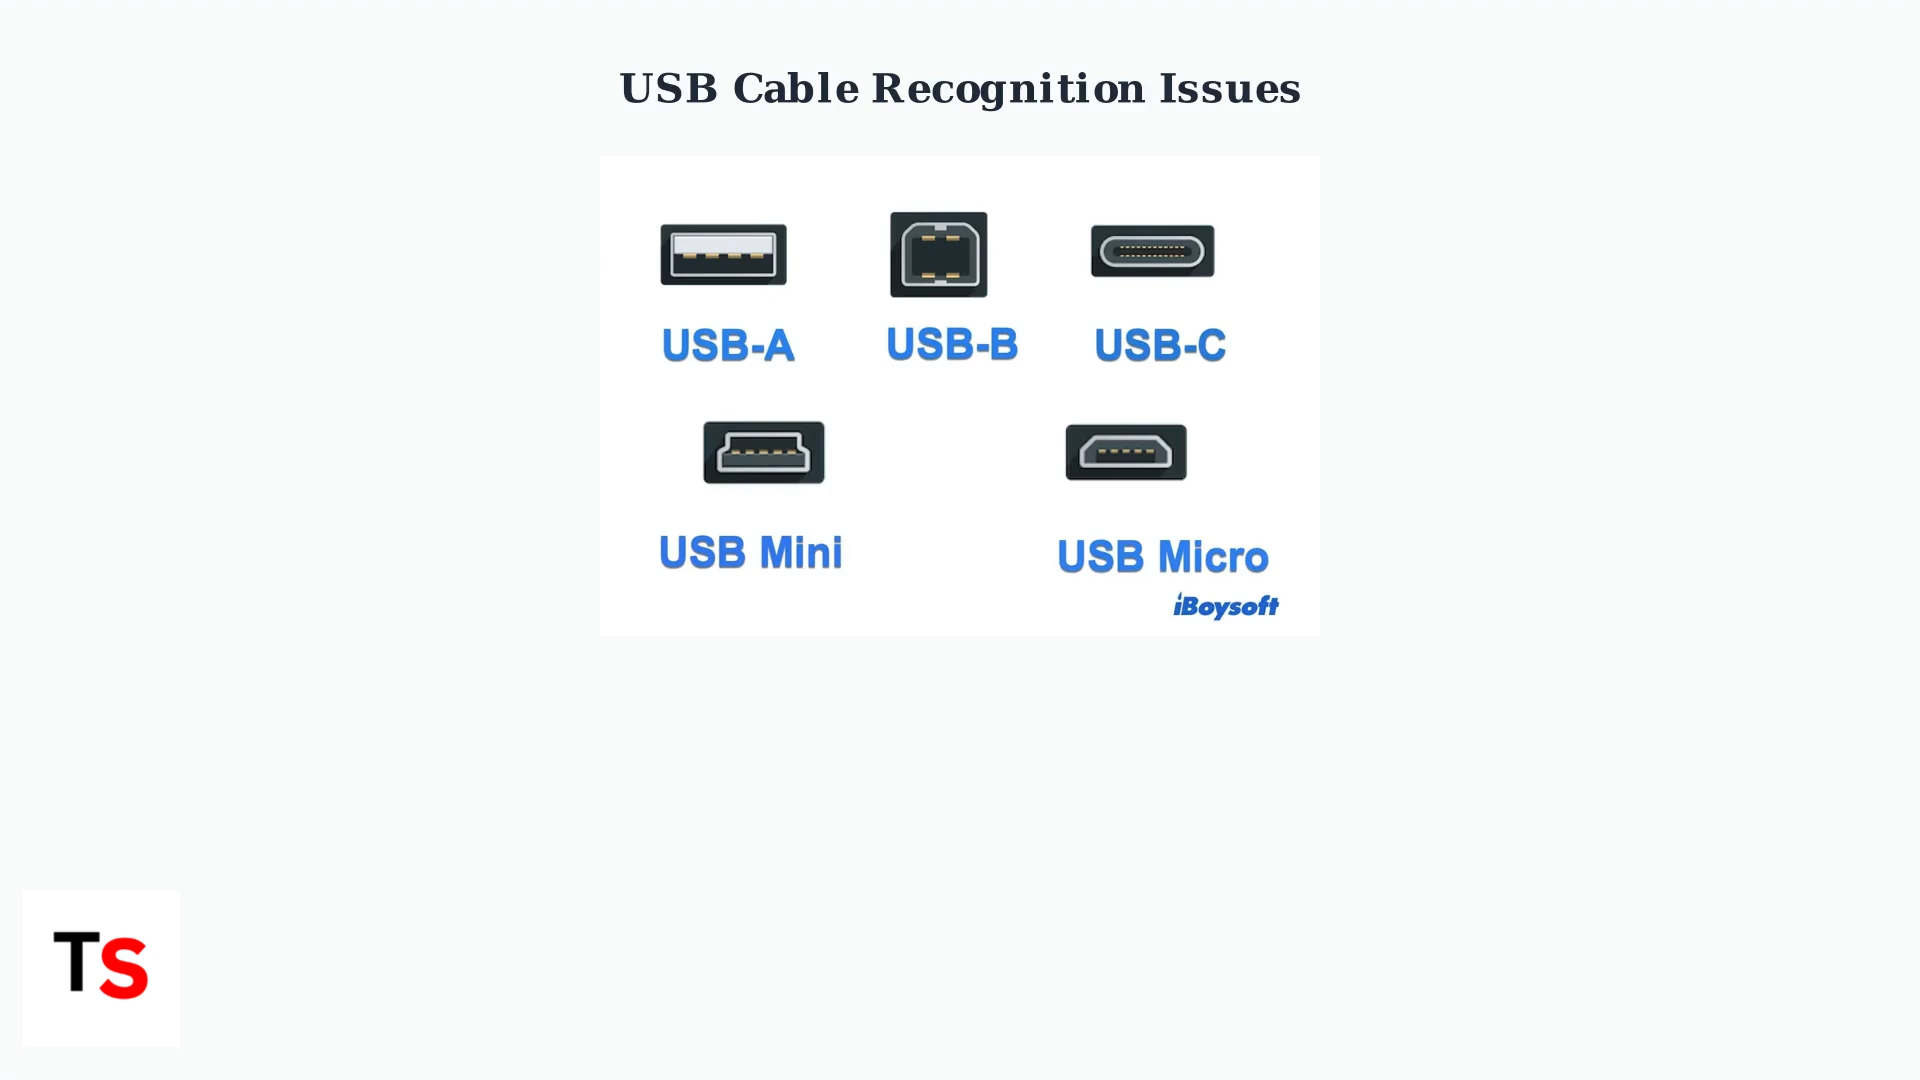 USB Cable Recognition Issues
USB-A
USB-B
USB-C
USB Mini
USB Micro
iBoysoft
TS